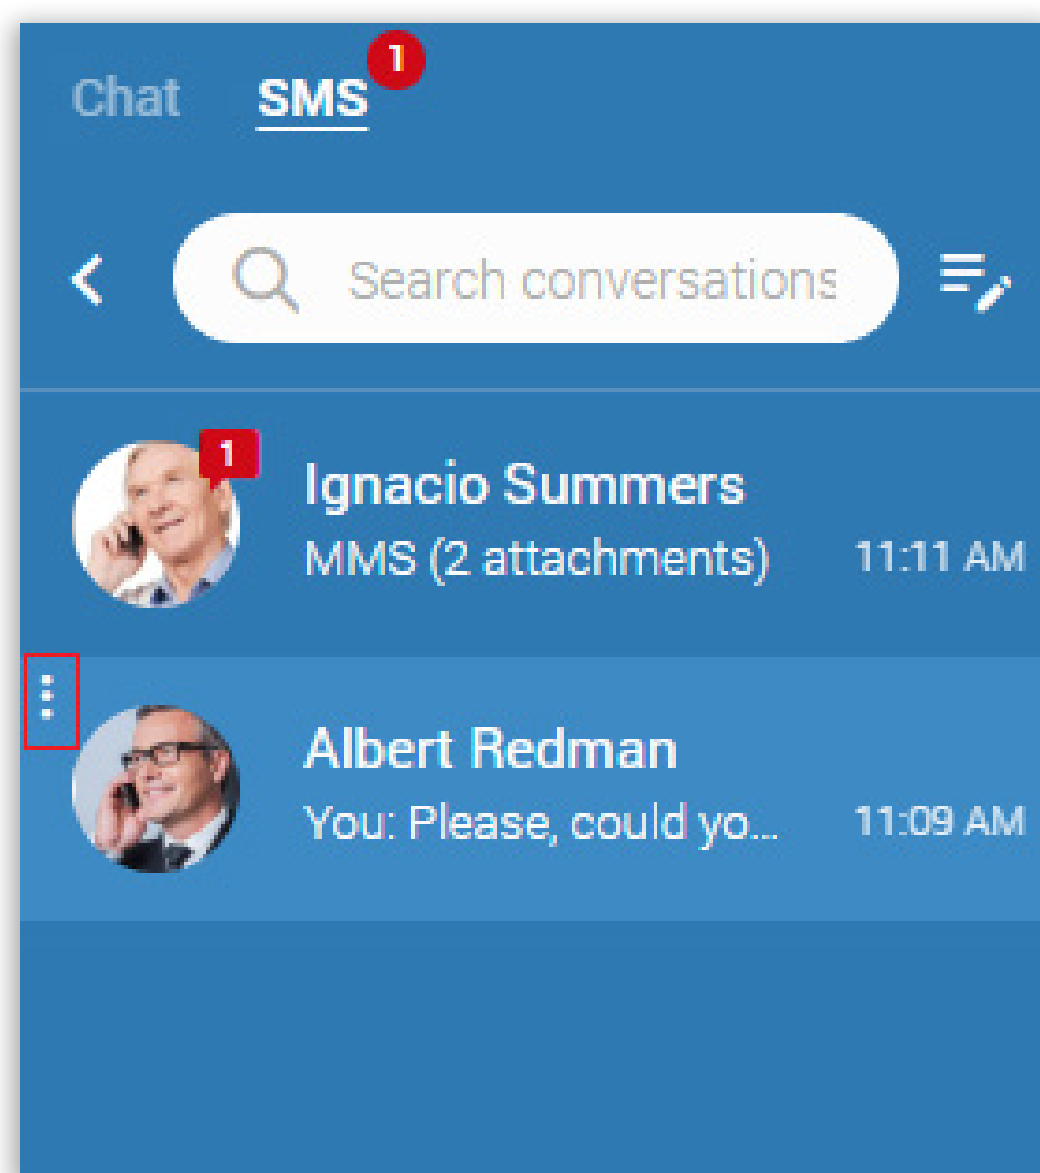 Chat SMS 1
Search conversations
1
Ignacio Summers
MMS (2 attachments) 11:11 AM
Albert Redman
You: Please, could yo... 11:09 AM